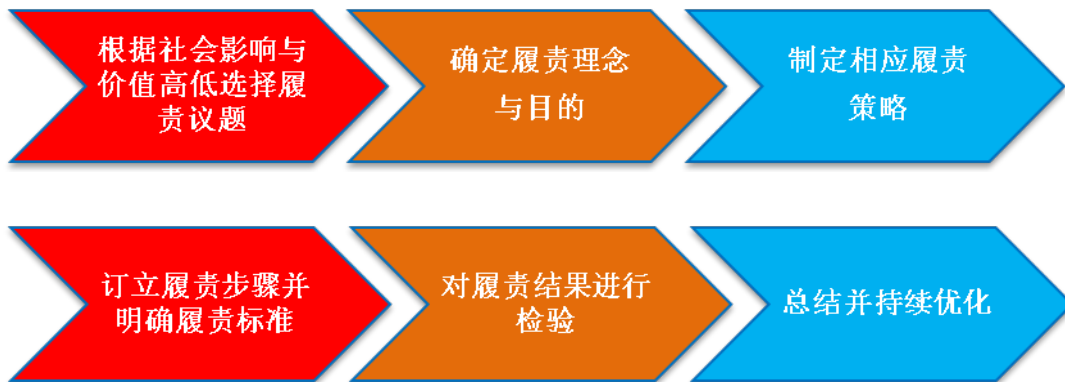 根据社会影响与
价值高低选择履
责议题
确定履责理念
与目的
制定相应履责
策略
订立履责步骤并
明确履责标准
对履责结果进行
检验
总结并持续优化